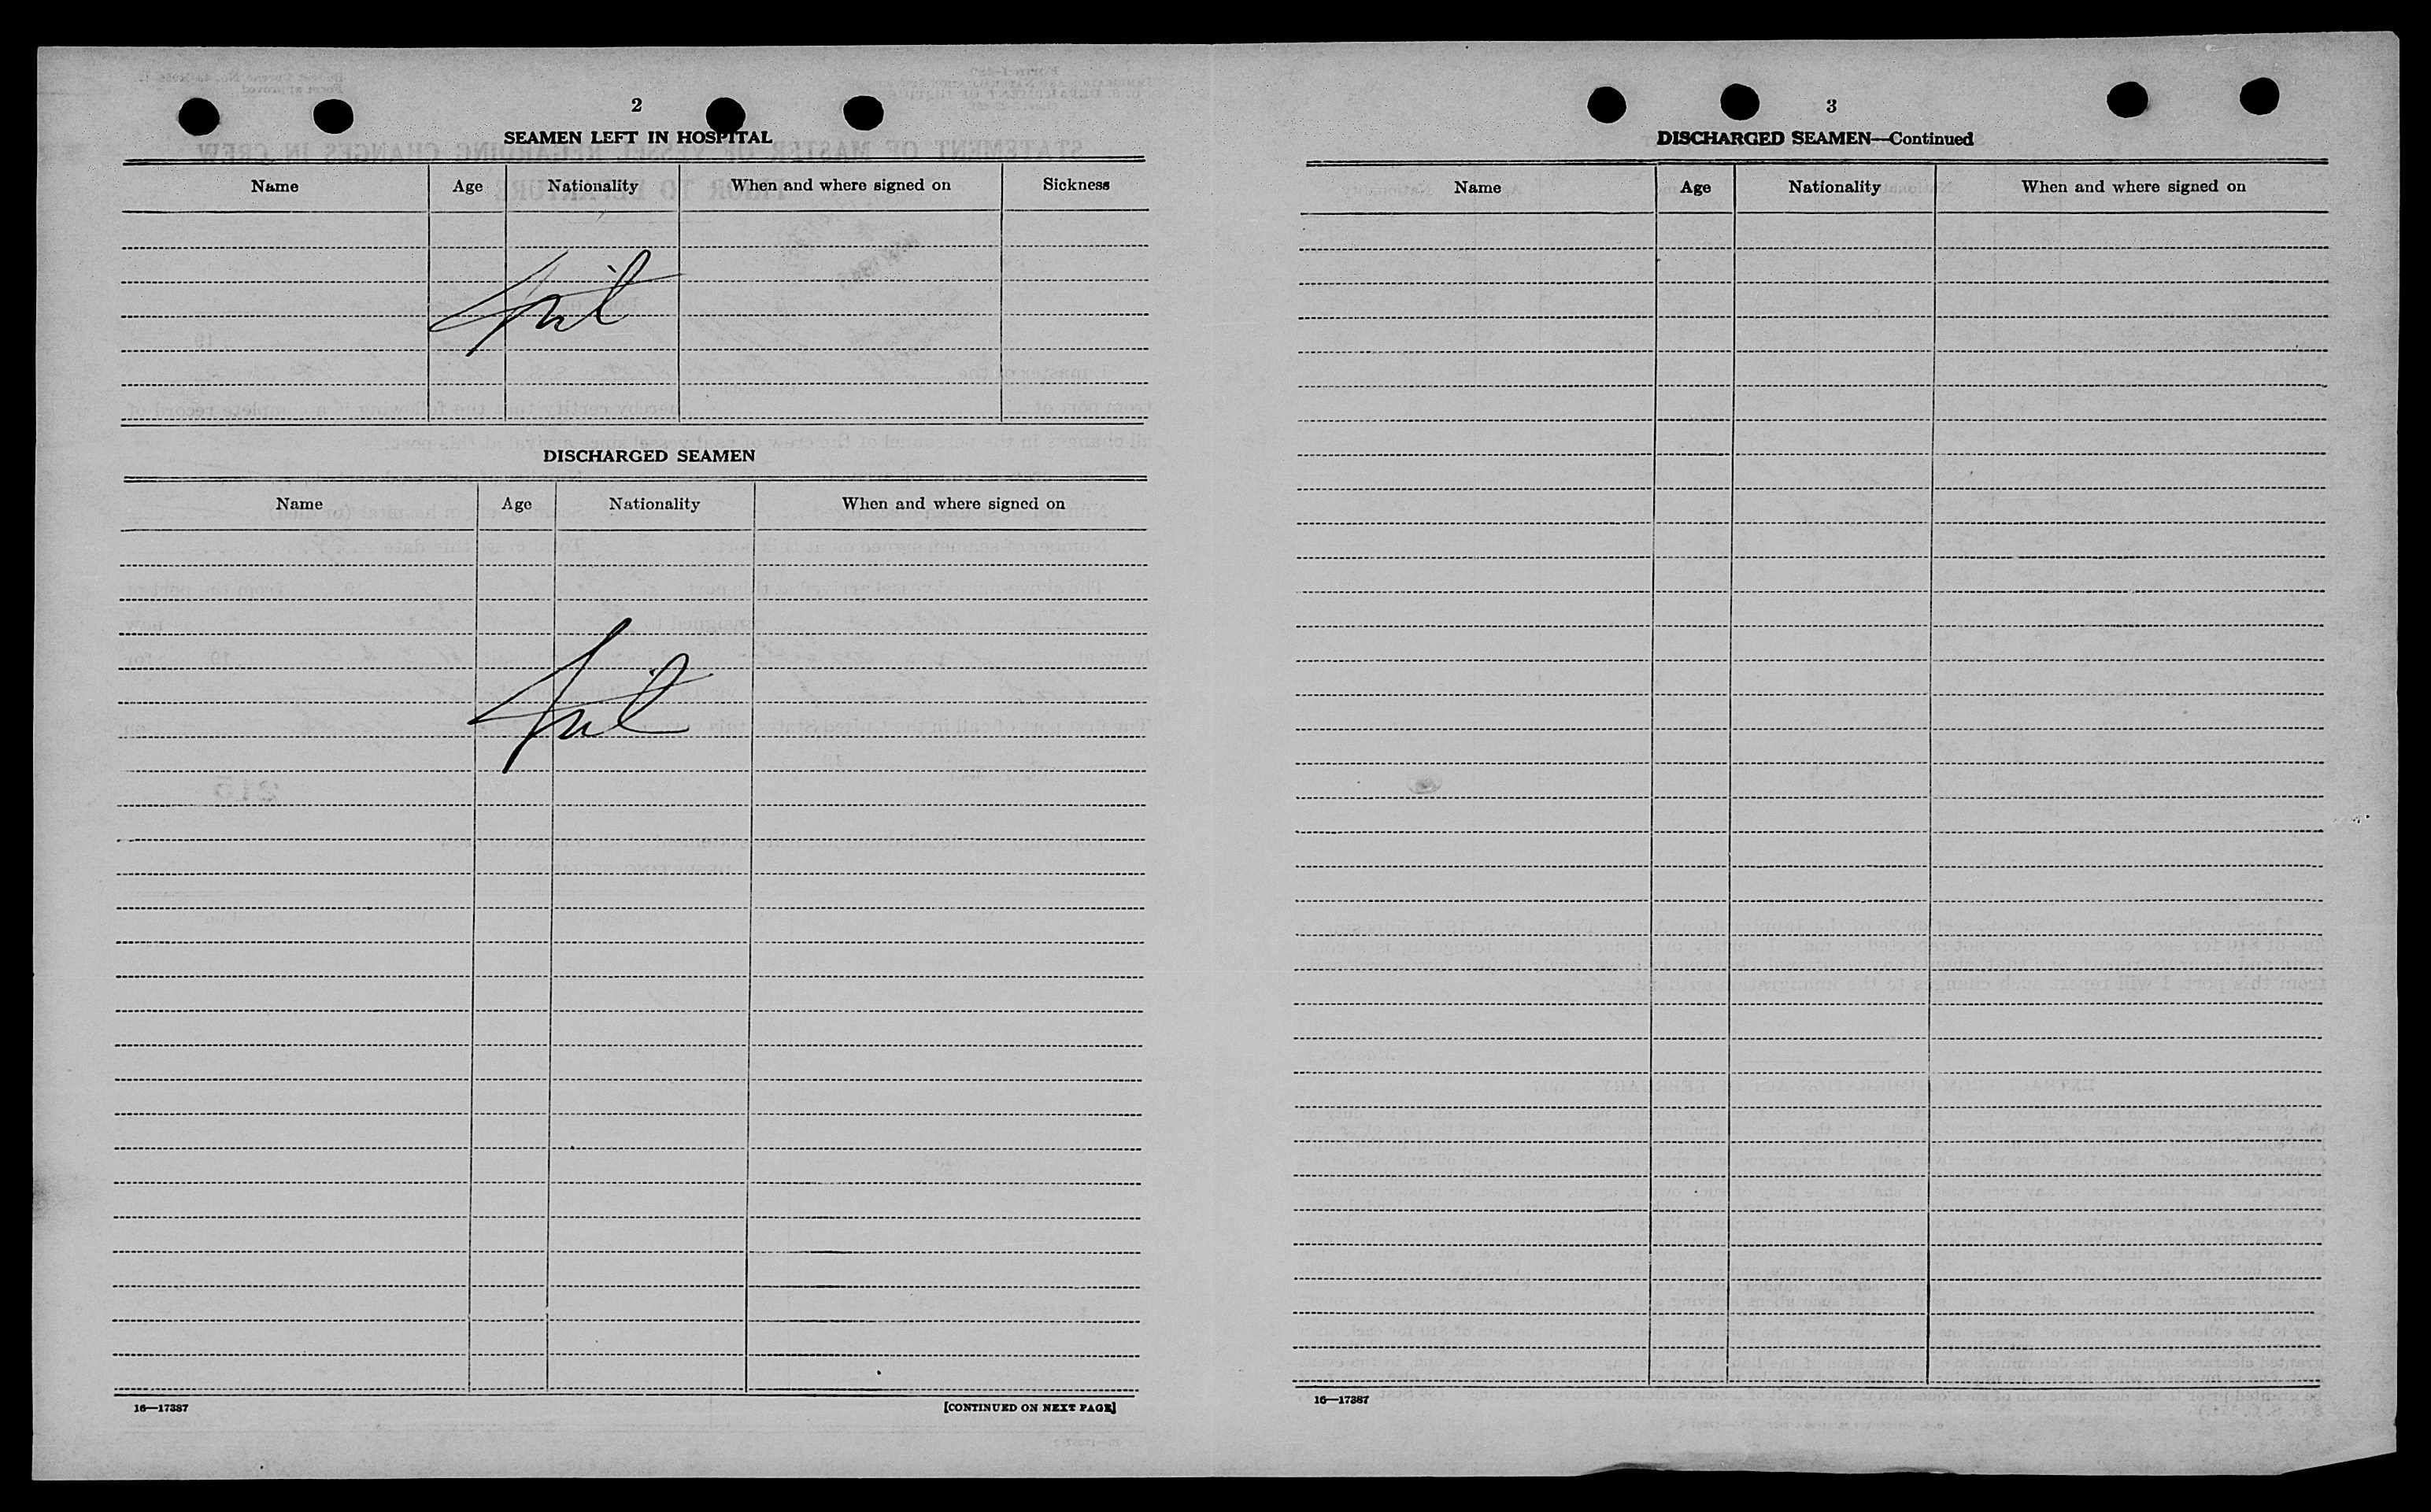 2
SEAMEN LEFT IN HOSPITAL
Name Age Nationality When and where signed on Sickness
Nil
DISCHARGED SEAMEN
Name Age Nationality When and where signed on
Nil
16—17387 [CONTINUED ON NEXT PAGE]
3
DISCHARGED SEAMEN—Continued
Name Age Nationality When and where signed on
16—17387